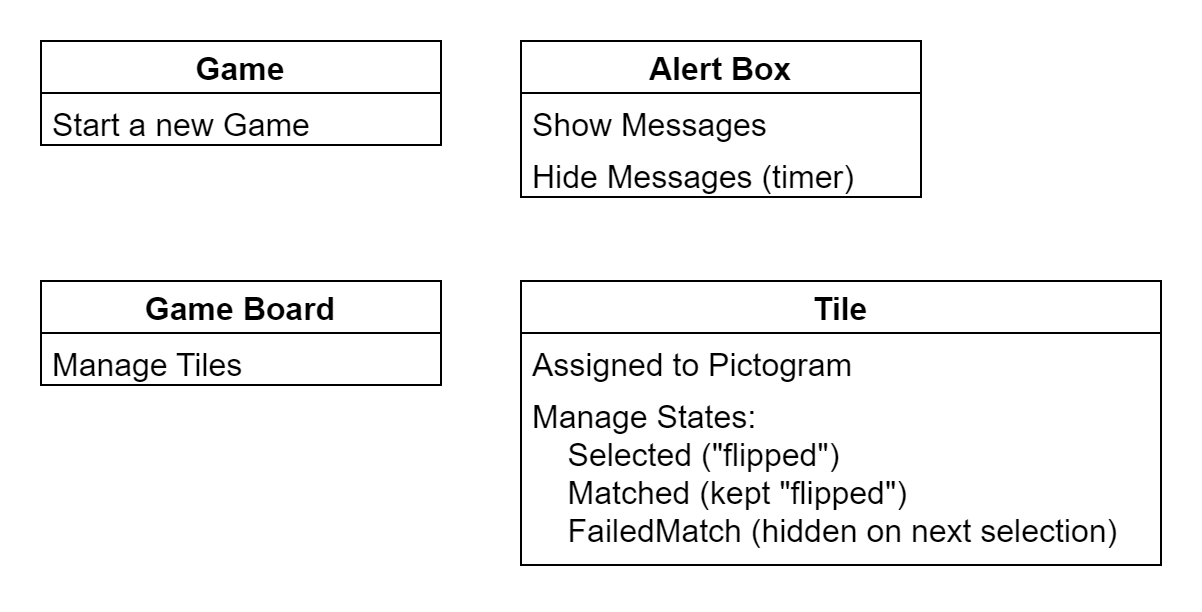 Game
Start a new Game
Alert Box
Show Messages
Hide Messages (timer)
Game Board
Manage Tiles
Tile
Assigned to Pictogram
Manage States:
Selected ("flipped")
Matched (kept "flipped")
FailedMatch (hidden on next selection)